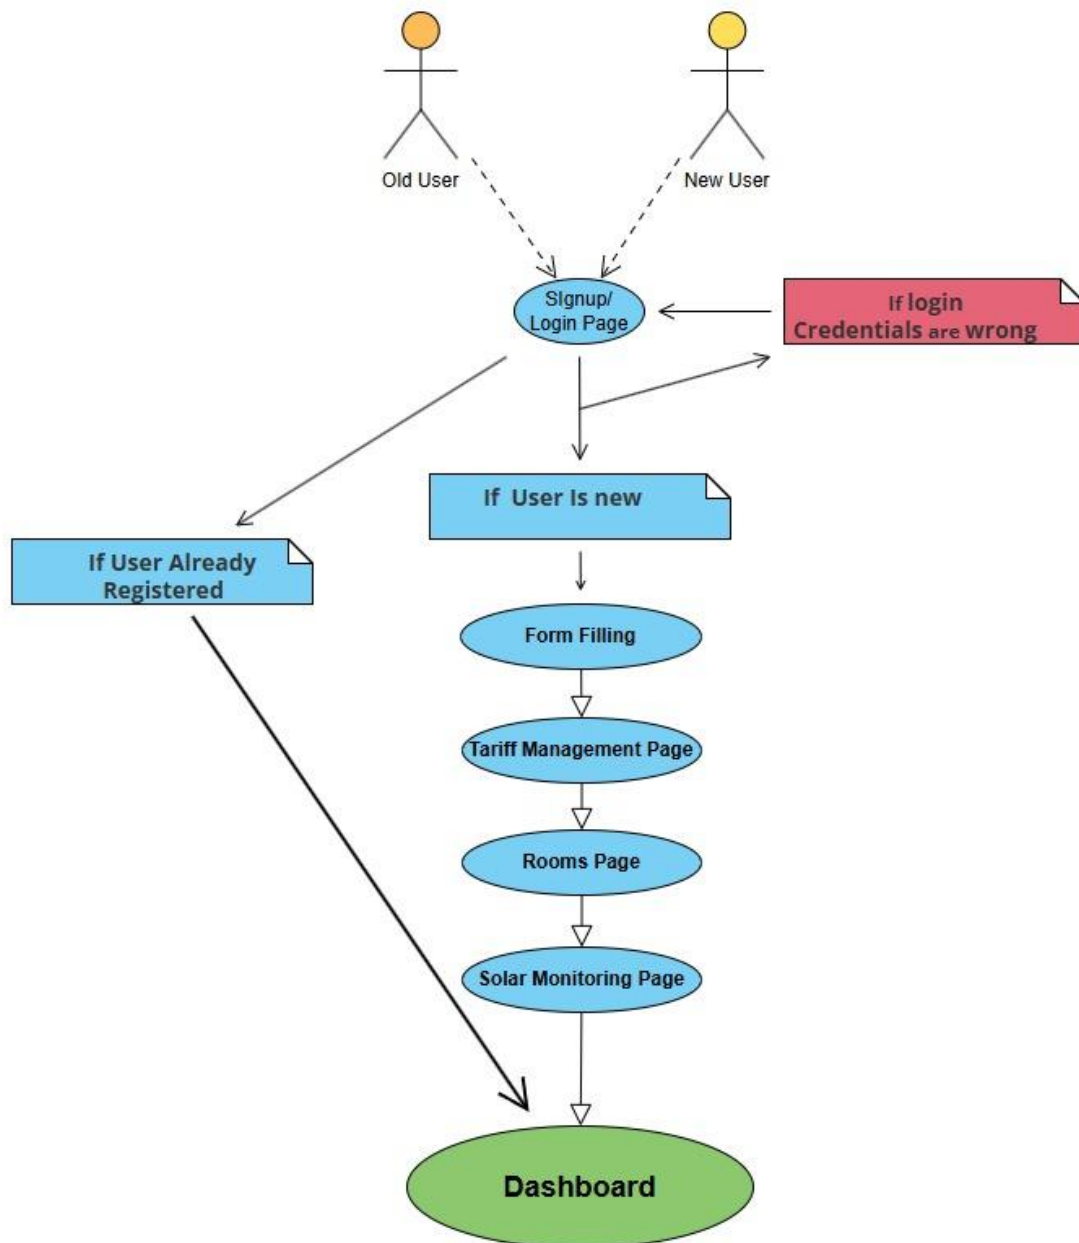 Old User
New User
SIgnup/
Login Page
If login
Credentials are wrong
If User Is new
If User Already
Registered
Form Filling
Tariff Management Page
Rooms Page
Solar Monitoring Page
Dashboard